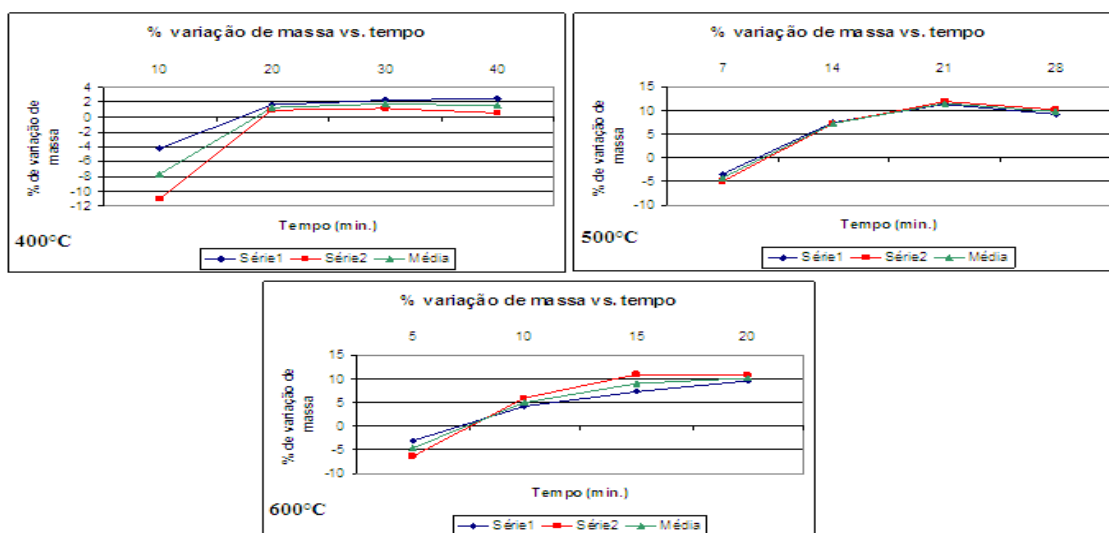 % variação de massa vs. tempo
10 20 30 40
4
2
0
-2
-4
-6
-8
-10
-12
% de variação de
massa
Tempo (min.)
400°C
Série1 Série2 Média
% variação de massa vs. tempo
7 14 21 28
15
10
5
0
-5
-10
% de variação de
massa
Tempo (min.)
500°C
Série1 Série2 Média
% variação de massa vs. tempo
5 10 15 20
15
10
5
0
-5
-10
% de variação de
massa
Tempo (min.)
600°C
Série1 Série2 Média